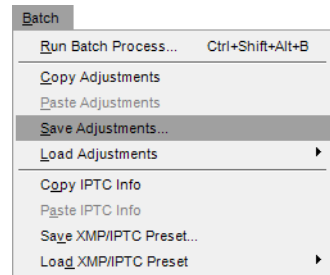 Batch
Run Batch Process... Ctrl+Shift+Alt+B
Copy Adjustments
Paste Adjustments
Save Adjustments...
Load Adjustments
Copy IPTC Info
Paste IPTC Info
Save XMP/IPTC Preset...
Load XMP/IPTC Preset